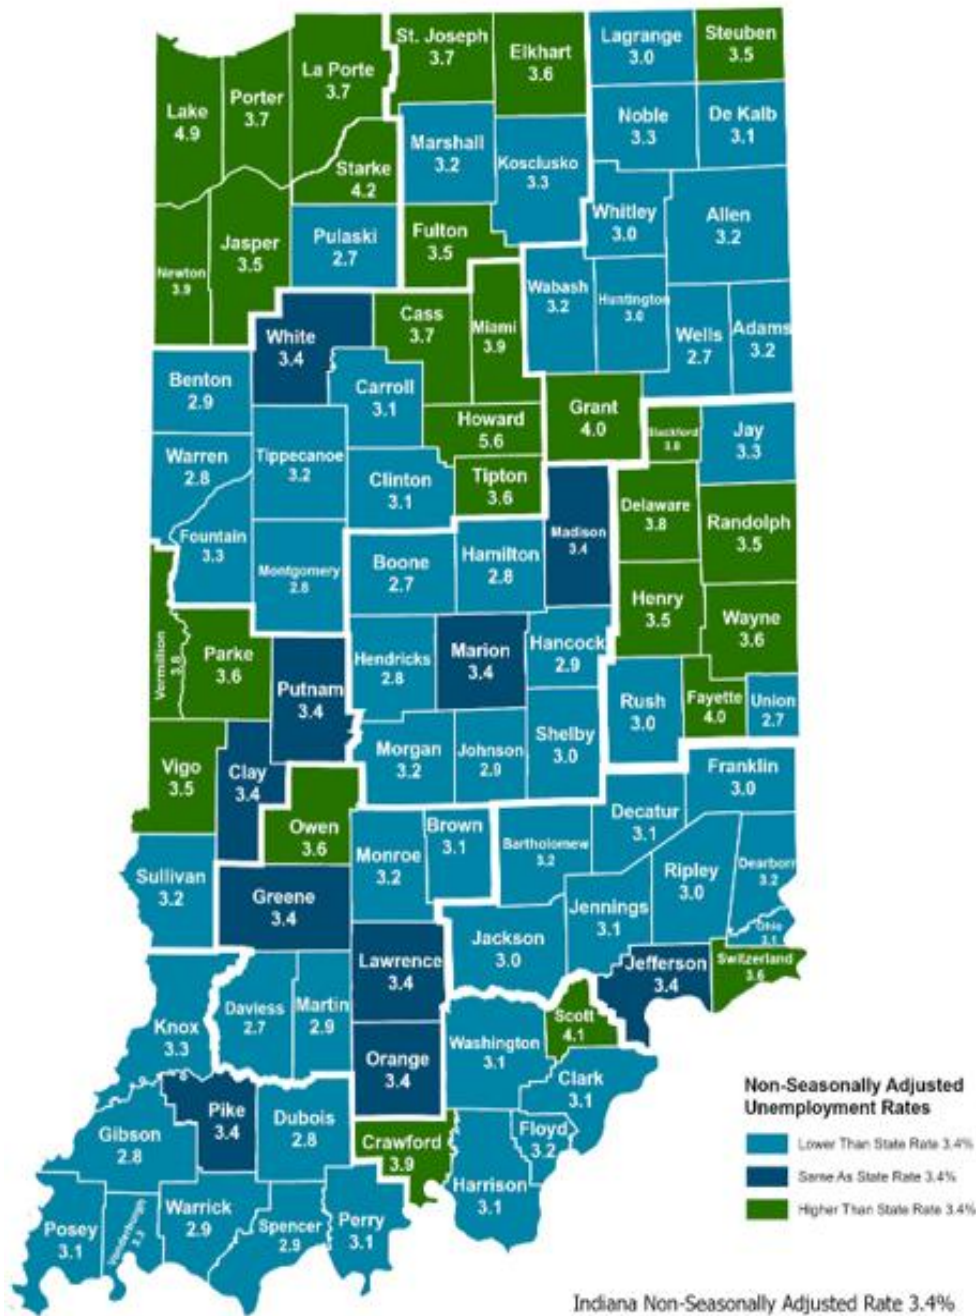 St. Joseph
3.7
Elkhart
3.6
Lagrange
3.0
Steuben
3.5
La Porte
3.7
Porter
3.7
Lake
4.9
Noble
3.3
De Kalb
3.1
Marshall
3.2
Kosciusko
3.3
Starke
4.2
Whitley
3.0
Allen
3.2
Pulaski
2.7
Fulton
3.5
Jasper
3.5
Newton
3.9
Wabash
3.2
Huntington
3.0
Wells
2.7
Adams
3.2
White
3.4
Cass
3.7
Miami
3.9
Benton
2.9
Carroll
3.1
Howard
5.6
Grant
4.0
Blackford
3.8
Jay
3.3
Warren
2.8
Tippecanoe
3.2
Clinton
3.1
Tipton
3.6
Delaware
3.8
Randolph
3.5
Fountain
3.3
Montgomery
2.8
Boone
2.7
Hamilton
2.8
Madison
3.4
Henry
3.5
Wayne
3.6
Vermillion
3.8
Parke
3.6
Putnam
3.4
Hendricks
2.8
Marion
3.4
Hancock
2.9
Rush
3.0
Fayette
4.0
Union
2.7
Vigo
3.5
Clay
3.4
Morgan
3.2
Johnson
2.9
Shelby
3.0
Franklin
3.0
Owen
3.6
Monroe
3.2
Brown
3.1
Bartholomew
3.2
Decatur
3.1
Ripley
3.0
Dearborn
3.2
Sullivan
3.2
Greene
3.4
Jackson
3.0
Jennings
3.1
Ohio
3.1
Lawrence
3.4
Jefferson
3.4
Switzerland
3.6
Knox
3.3
Daviess
2.7
Martin
2.9
Orange
3.4
Washington
3.1
Scott
4.1
Clark
3.1
Gibson
2.8
Pike
3.4
Dubois
2.8
Crawford
3.9
Floyd
3.2
Harrison
3.1
Posey
3.1
Vanderburgh
Warrick
2.9
Spencer
2.9
Perry
3.1
Non-Seasonally Adjusted
Unemployment Rates
Lower Than State Rate 3.4%
Same As State Rate 3.4%
Higher Than State Rate 3.4%
Indiana Non-Seasonally Adjusted Rate 3.4%